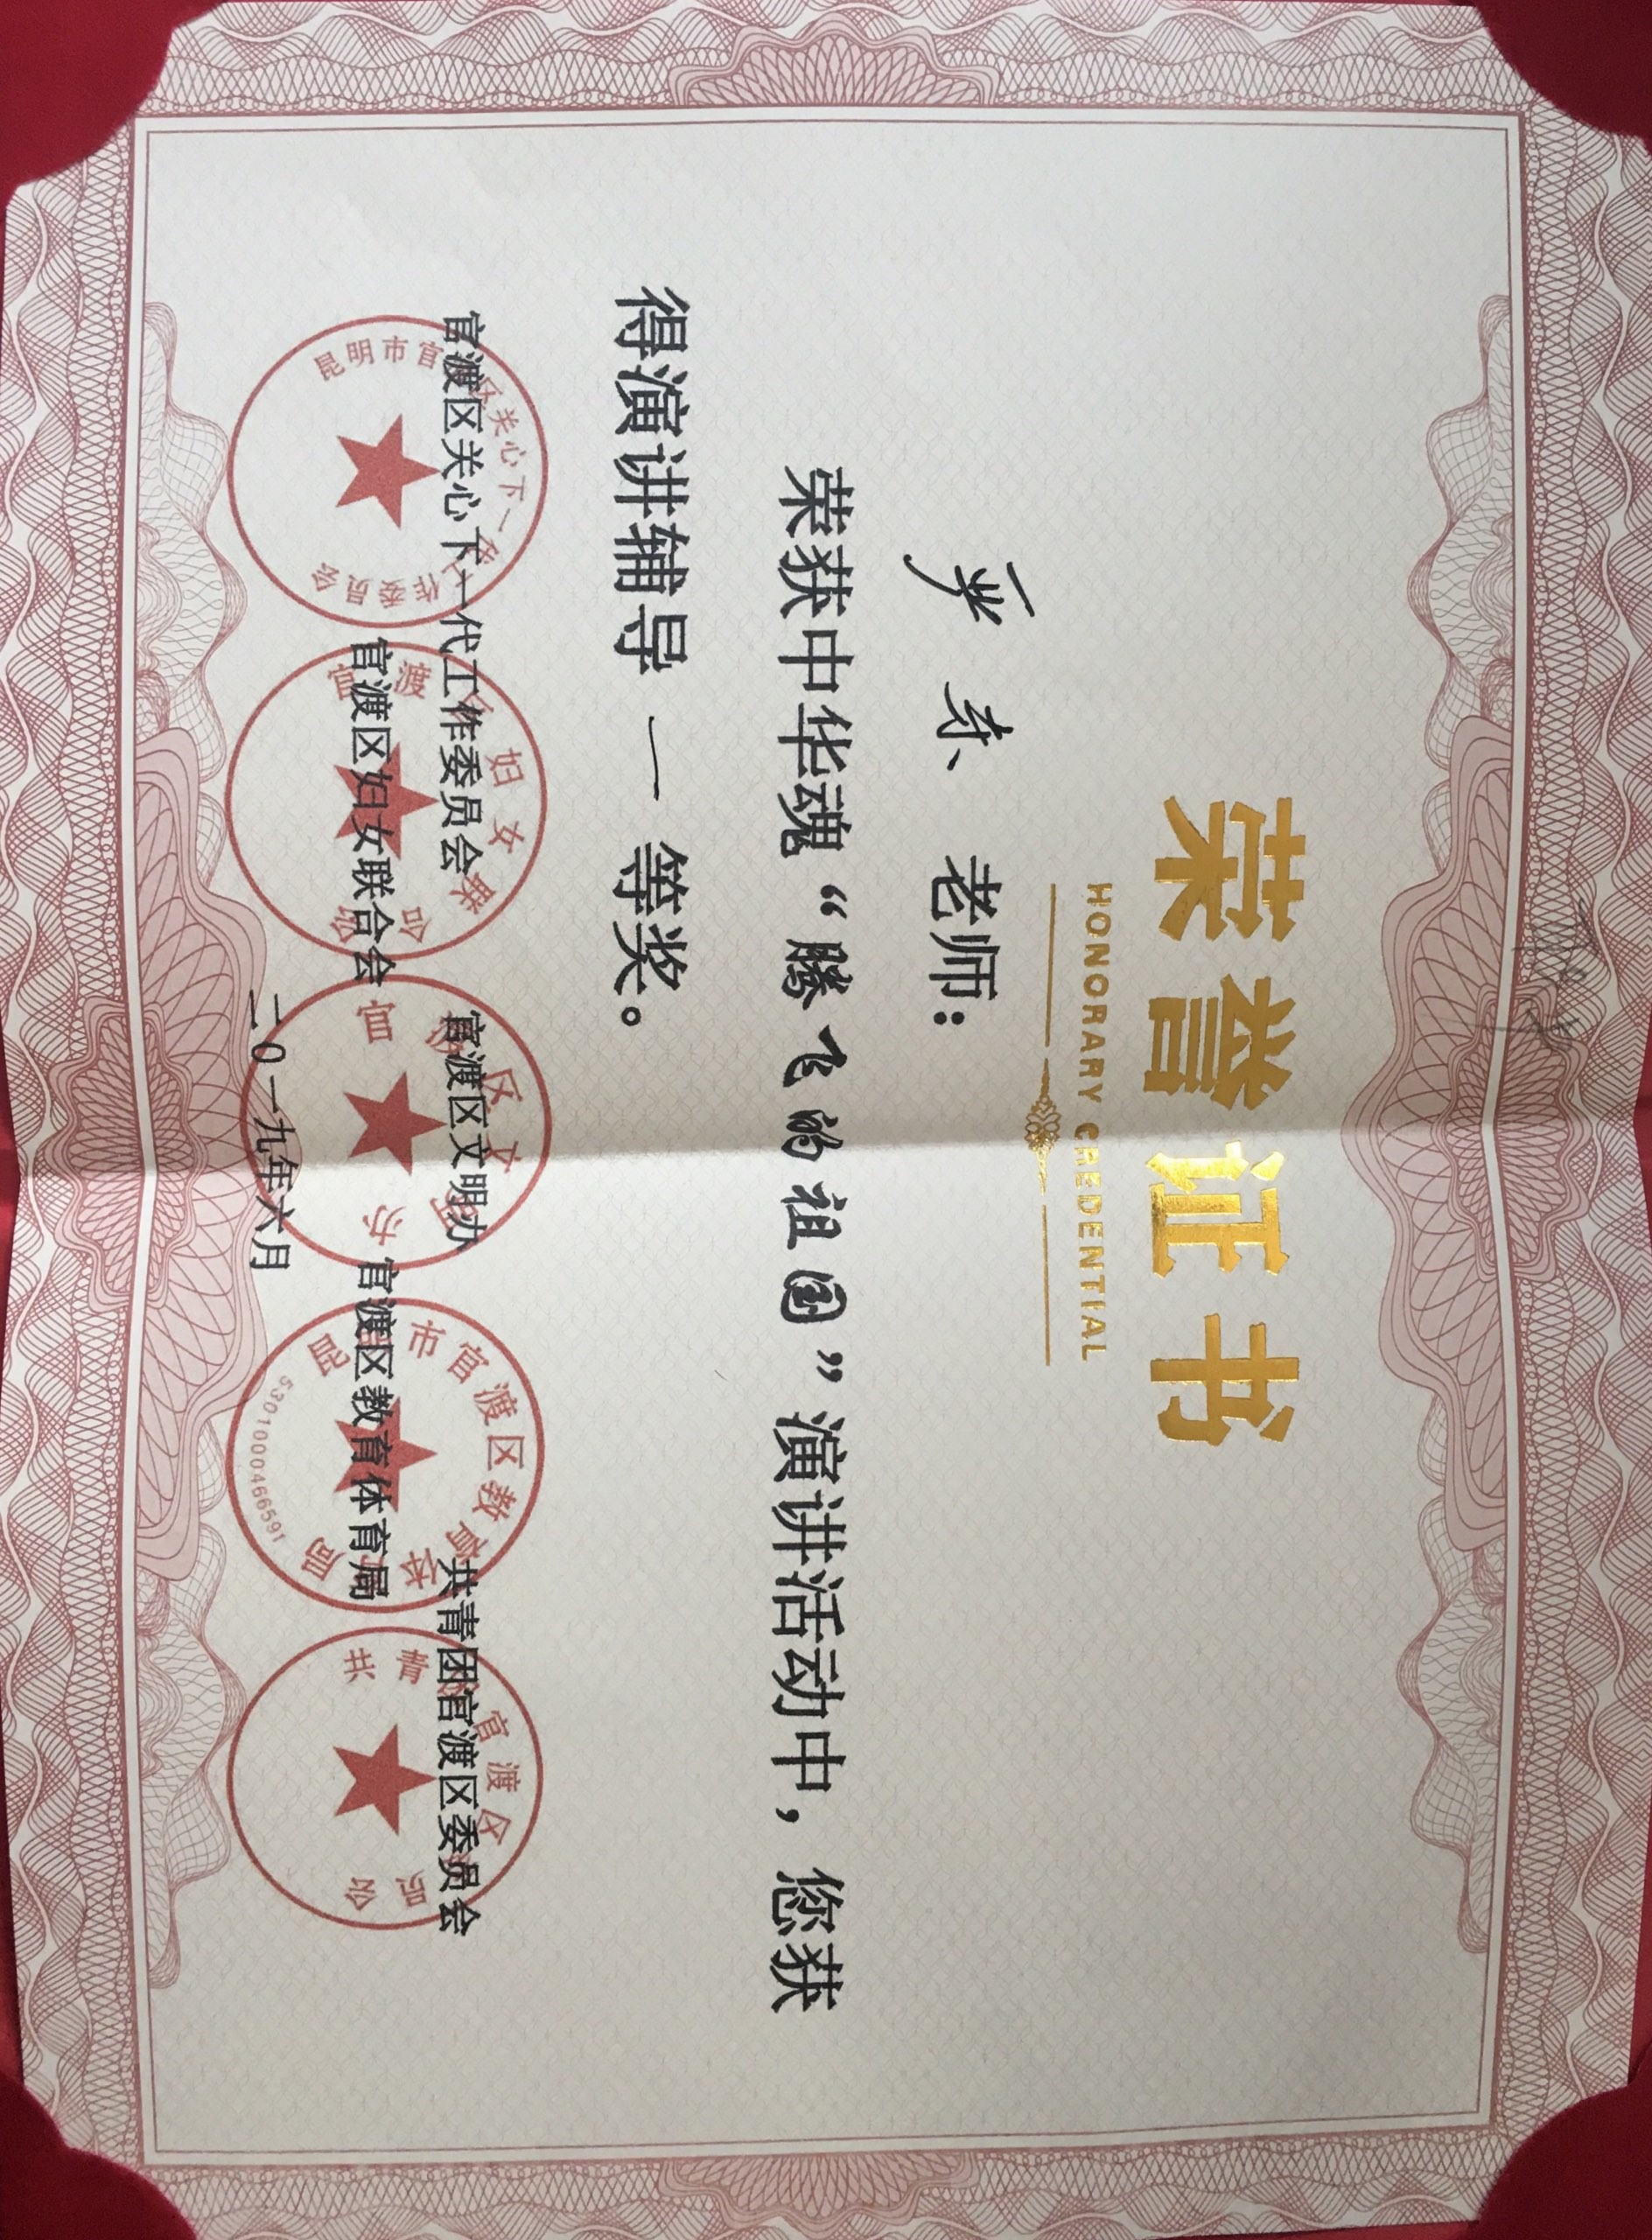 荣誉证书
HONORARY CREDENTIAL
老师：
荣获中华魂“腾飞的祖国”演讲活动中，您获
得演讲辅导一等奖。
官渡区关心下一代工作委员会 官渡区文明办 共青团官渡区委员会
官渡区妇女联合会 官渡区教育体育局
二0一九年六月
5301000466591